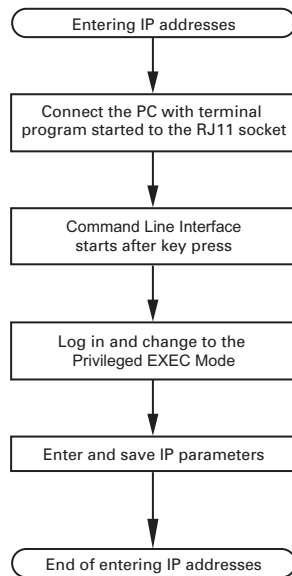 Entering IP addresses
Connect the PC with terminal
program started to the RJ11 socket
Command Line Interface
starts after key press
Log in and change to the
Privileged EXEC Mode
Enter and save IP parameters
End of entering IP addresses